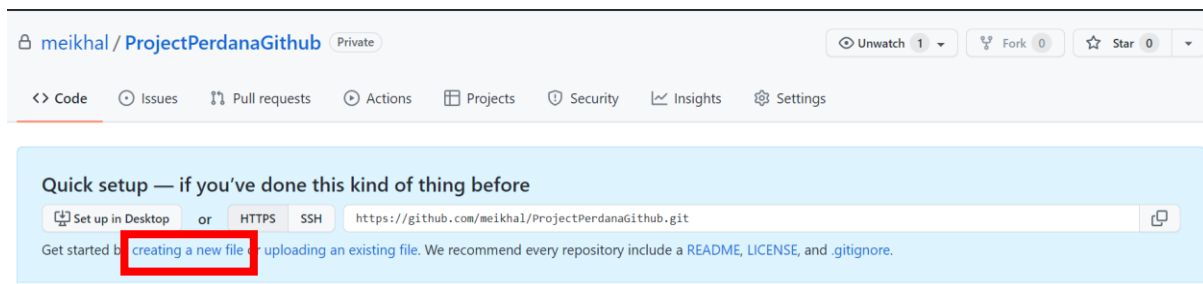 meikhal / ProjectPerdanaGithub Private Unwatch 1 Fork 0 Star 0
<> Code Issues Pull requests Actions Projects Security Insights Settings
Quick setup — if you've done this kind of thing before
Set up in Desktop or HTTPS SSH https://github.com/meikhal/ProjectPerdanaGithub.git
Get started by creating a new file or uploading an existing file. We recommend every repository include a README, LICENSE, and .gitignore.